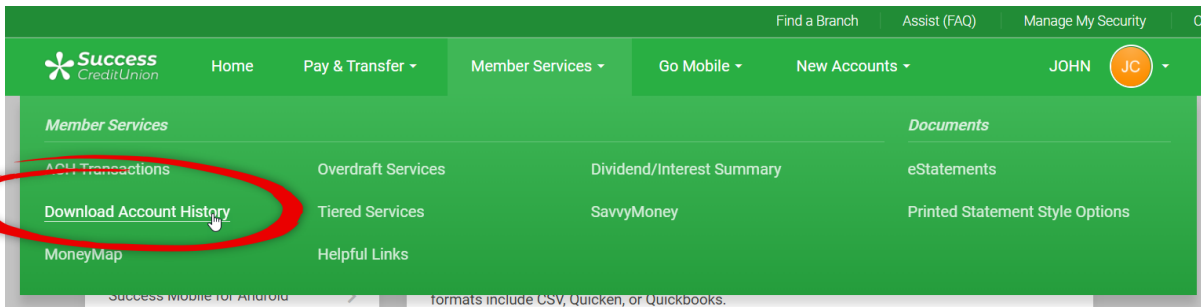 Find a Branch Assist (FAQ) Manage My Security
Success
CreditUnion
Home Pay & Transfer Member Services Go Mobile New Accounts JOHN JC
Member Services Documents
ACH Transactions Overdraft Services Dividend/Interest Summary eStatements
Download Account History Tiered Services SavvyMoney Printed Statement Style Options
MoneyMap Helpful Links
Success Mobile for Android formats include CSV, Quicken, or Quickbooks.